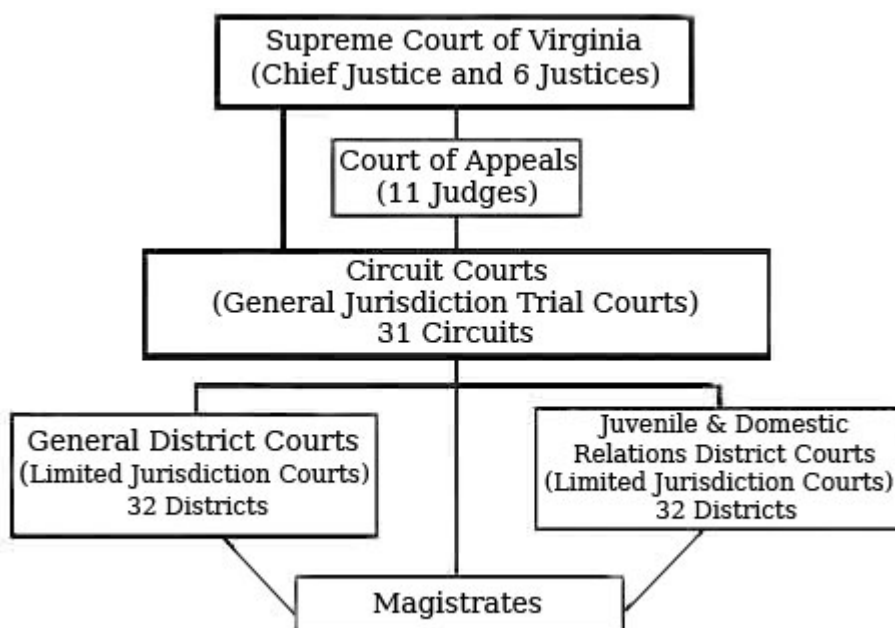 Supreme Court of Virginia
(Chief Justice and 6 Justices)
Court of Appeals
(11 Judges)
Circuit Courts
(General Jurisdiction Trial Courts)
31 Circuits
General District Courts
(Limited Jurisdiction Courts)
32 Districts
Juvenile & Domestic
Relations District Courts
(Limited Jurisdiction Courts)
32 Districts
Magistrates